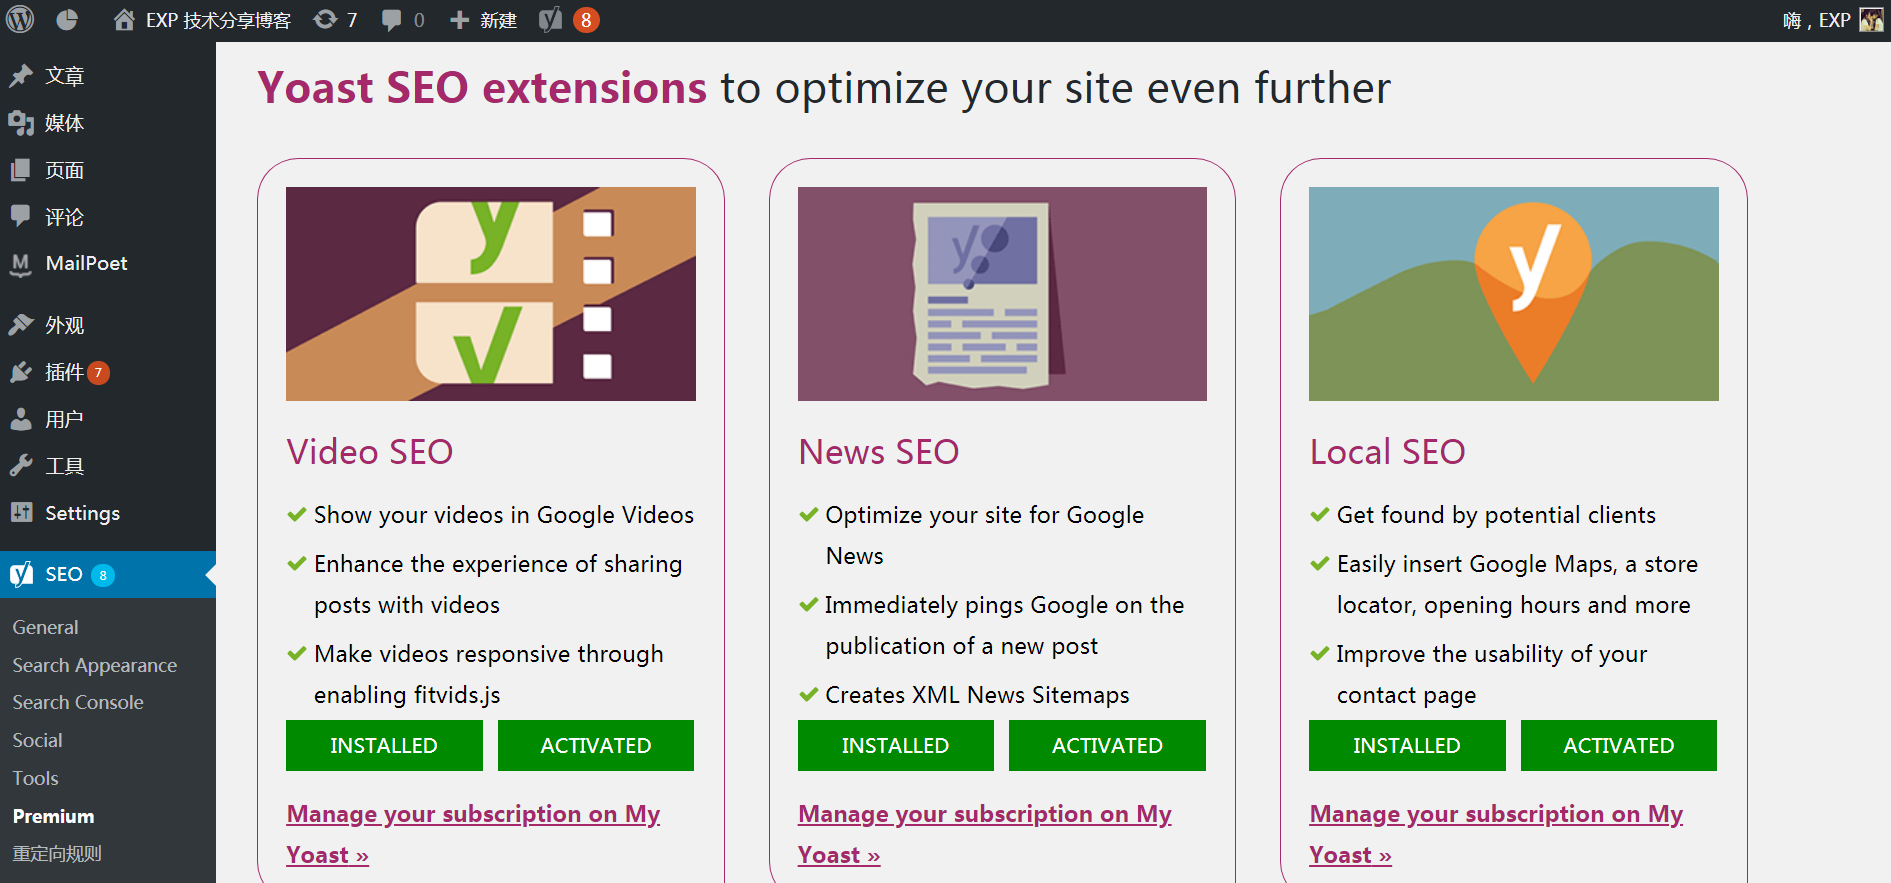 EXP 技术分享博客 7 0 新建 8 嗨，EXP
文章
媒体
页面
评论
MailPoet
外观
插件 7
用户
工具
Settings
SEO 8
General
Search Appearance
Search Console
Social
Tools
Premium
重定向规则
Yoast SEO extensions to optimize your site even further
Video SEO
Show your videos in Google Videos
Enhance the experience of sharing
posts with videos
Make videos responsive through
enabling fitvids.js
INSTALLED ACTIVATED
Manage your subscription on My
Yoast »
News SEO
Optimize your site for Google
News
Immediately pings Google on the
publication of a new post
Creates XML News Sitemaps
INSTALLED ACTIVATED
Manage your subscription on My
Yoast »
Local SEO
Get found by potential clients
Easily insert Google Maps, a store
locator, opening hours and more
Improve the usability of your
contact page
INSTALLED ACTIVATED
Manage your subscription on My
Yoast »